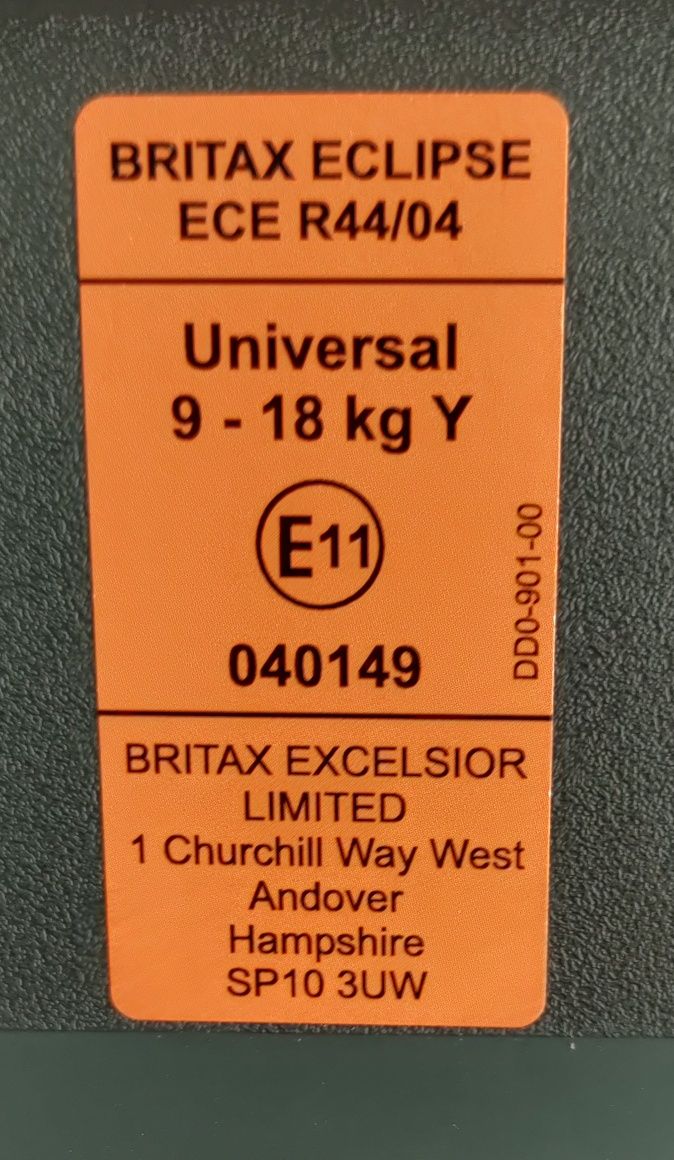 BRITAX ECLIPSE
ECE R44/04
Universal
9 - 18 kg Y
E11
040149
DD0-901-00
BRITAX EXCELSIOR
LIMITED
1 Churchill Way West
Andover
Hampshire
SP10 3UW